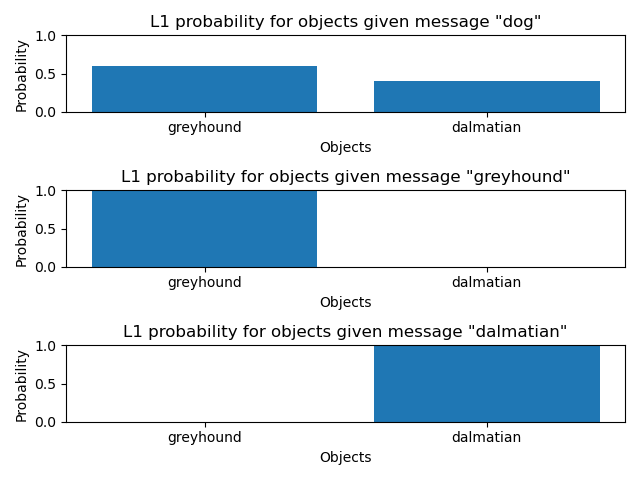 L1 probability for objects given message "dog"
1.0
0.5
0.0
Probability
greyhound dalmatian
Objects
L1 probability for objects given message "greyhound"
1.0
0.5
0.0
Probability
greyhound dalmatian
Objects
L1 probability for objects given message "dalmatian"
1.0
0.5
0.0
Probability
greyhound dalmatian
Objects